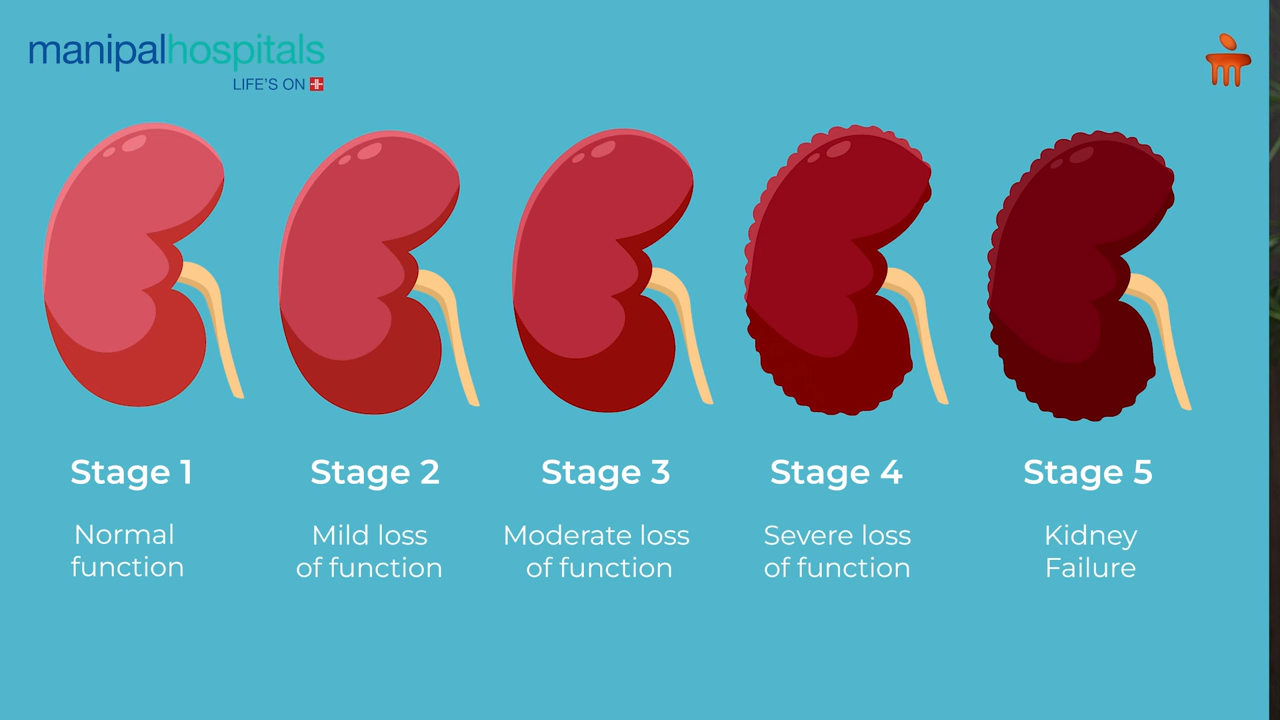 manipalhospitals
LIFE'S ON
Stage 1
Stage 2
Stage 3
Stage 4
Stage 5
Normal
function
Mild loss
of function
Moderate loss
of function
Severe loss
of function
Kidney
Failure